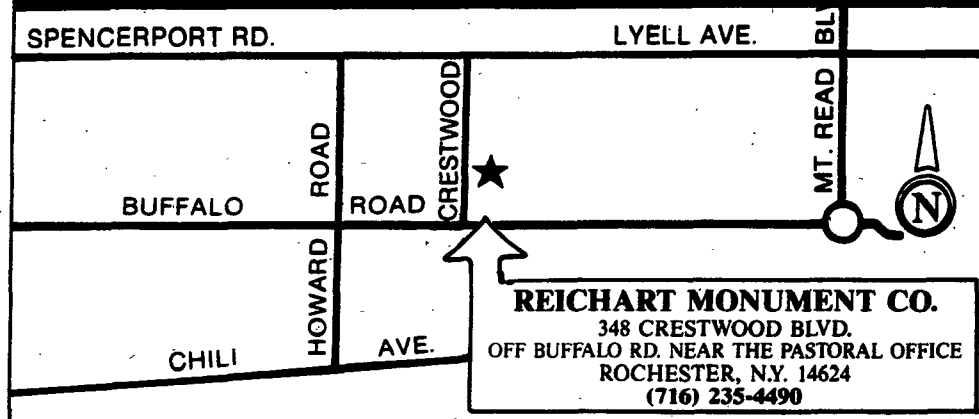 SPENCERPORT RD.
LYELL AVE.
MT. READ BL
HOWARD ROAD
CRESTWOOD
BUFFALO ROAD
N
CHILI AVE.
REICHART MONUMENT CO.
348 CRESTWOOD BLVD.
OFF BUFFALO RD. NEAR THE PASTORAL OFFICE
ROCHESTER, N.Y. 14624
(716) 235-4490